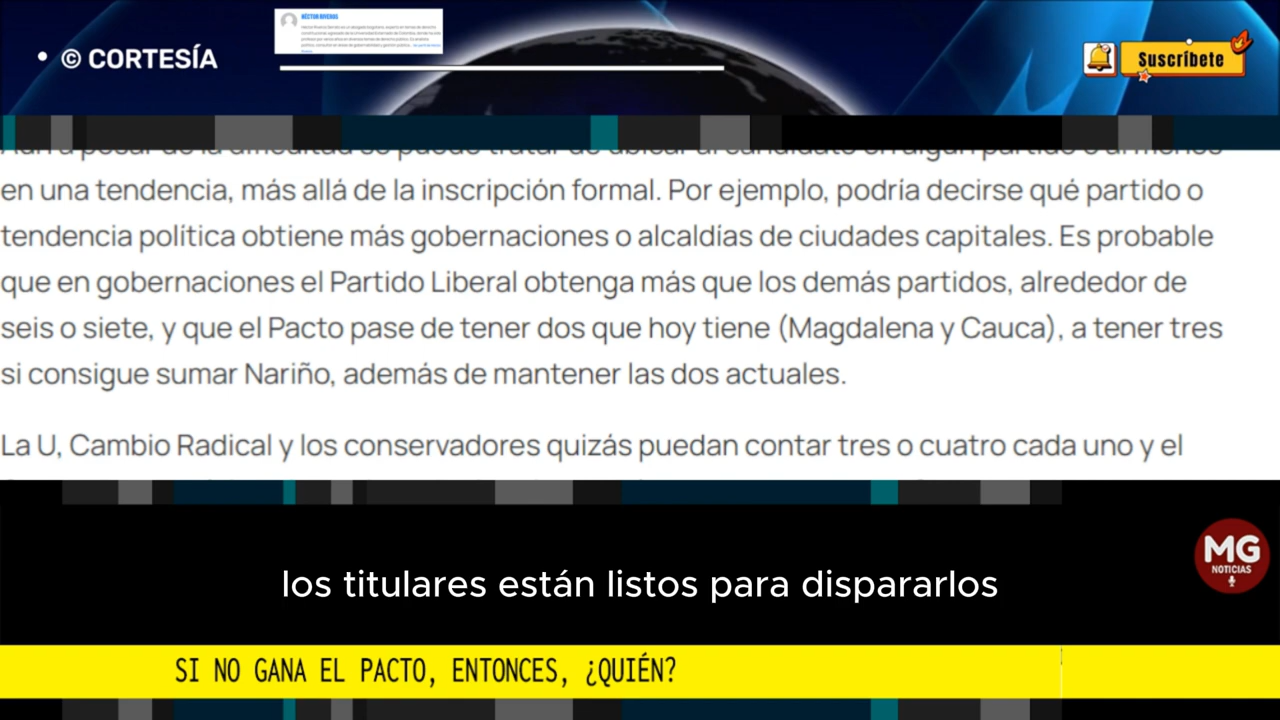 • © CORTESÍA
HÉCTOR RIVEROS
Suscríbete
en una tendencia, más allá de la inscripción formal. Por ejemplo, podría decirse qué partido o
tendencia política obtiene más gobernaciones o alcaldías de ciudades capitales. Es probable
que en gobernaciones el Partido Liberal obtenga más que los demás partidos, alrededor de
seis o siete, y que el Pacto pase de tener dos que hoy tiene (Magdalena y Cauca), a tener tres
si consigue sumar Nariño, además de mantener las dos actuales.
La U, Cambio Radical y los conservadores quizás puedan contar tres o cuatro cada uno y el
los titulares están listos para dispararlos
MG
NOTICIAS
SI NO GANA EL PACTO, ENTONCES, ¿QUIÉN?